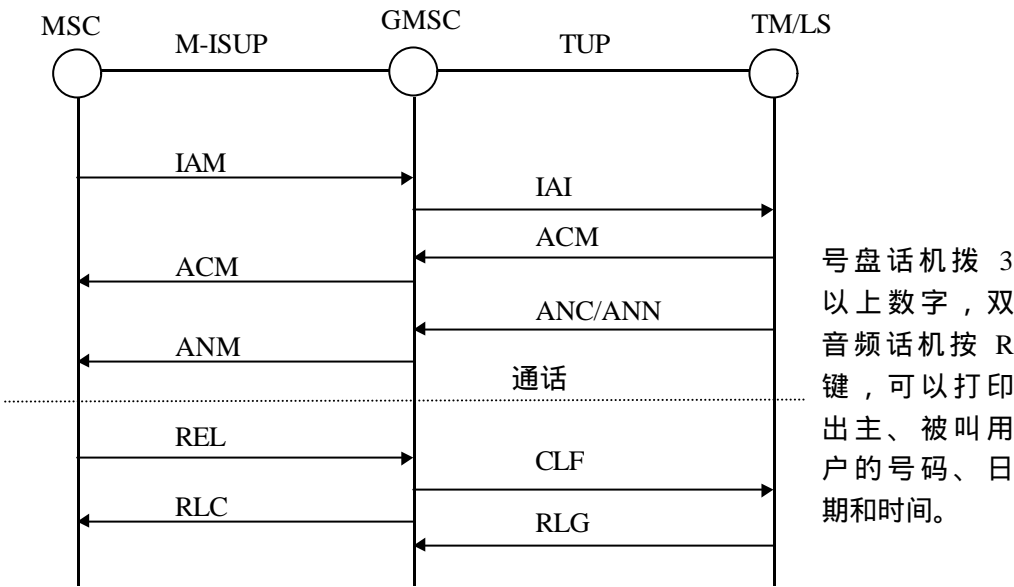 MSC
GMSC
TM/LS
M-ISUP
TUP
IAM
IAI
ACM
ACM
ANC/ANN
ANM
通话
REL
CLF
RLC
RLG
号盘话机拨 3
以上数字，双
音频话机按 R
键，可以打印
出主、被叫用
户的号码、日
期和时间。